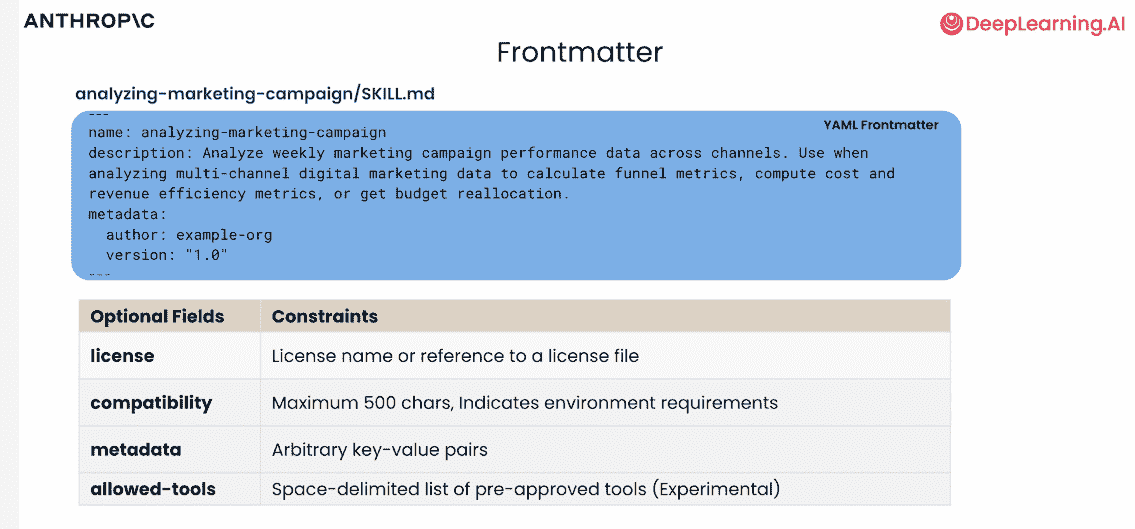 ANTHROP\C
DeepLearning.AI
Frontmatter
analyzing-marketing-campaign/SKILL.md
---
YAML Frontmatter
name: analyzing-marketing-campaign
description: Analyze weekly marketing campaign performance data across channels. Use when
analyzing multi-channel digital marketing data to calculate funnel metrics, compute cost and
revenue efficiency metrics, or get budget reallocation.
metadata:
  author: example-org
  version: "1.0"
---
Optional Fields Constraints
license License name or reference to a license file
compatibility Maximum 500 chars, Indicates environment requirements
metadata Arbitrary key-value pairs
allowed-tools Space-delimited list of pre-approved tools (Experimental)